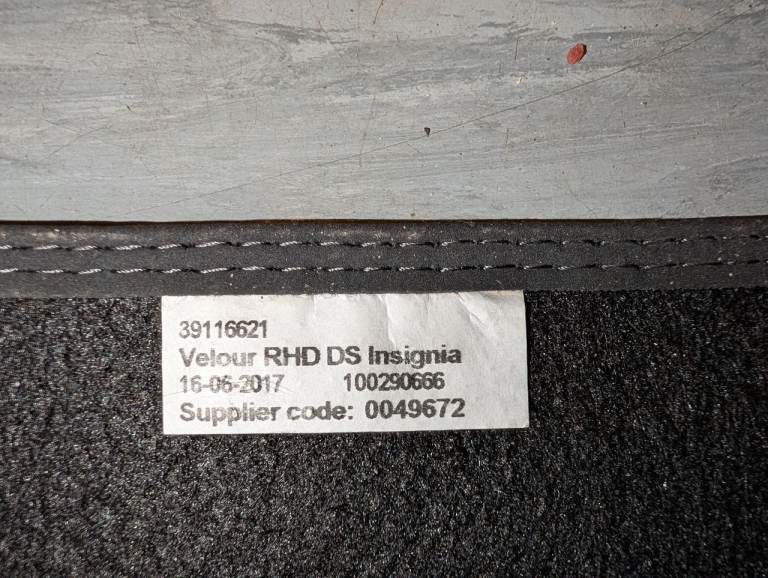 39116621
Velour RHD DS Insignia
16-06-2017 100290666
Supplier code: 0049672